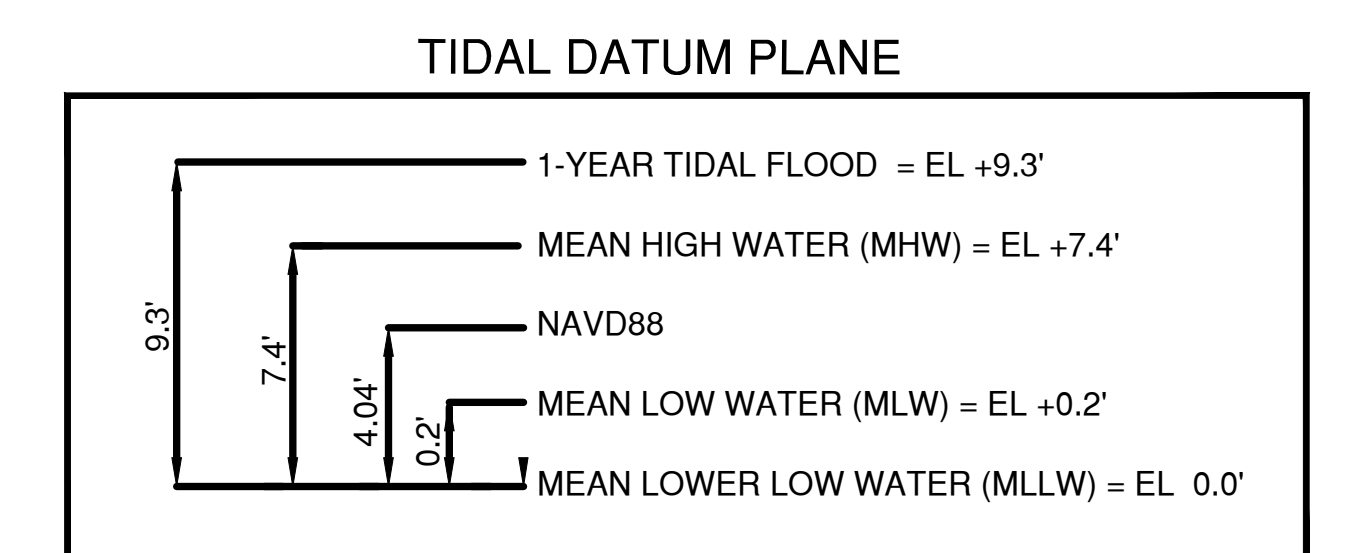 TIDAL DATUM PLANE
1-YEAR TIDAL FLOOD = EL +9.3'
MEAN HIGH WATER (MHW) = EL +7.4'
9.3'
NAVD88
7.4'
4.04'
MEAN LOW WATER (MLW) = EL +0.2'
0.2'
MEAN LOWER LOW WATER (MLLW) = EL 0.0'